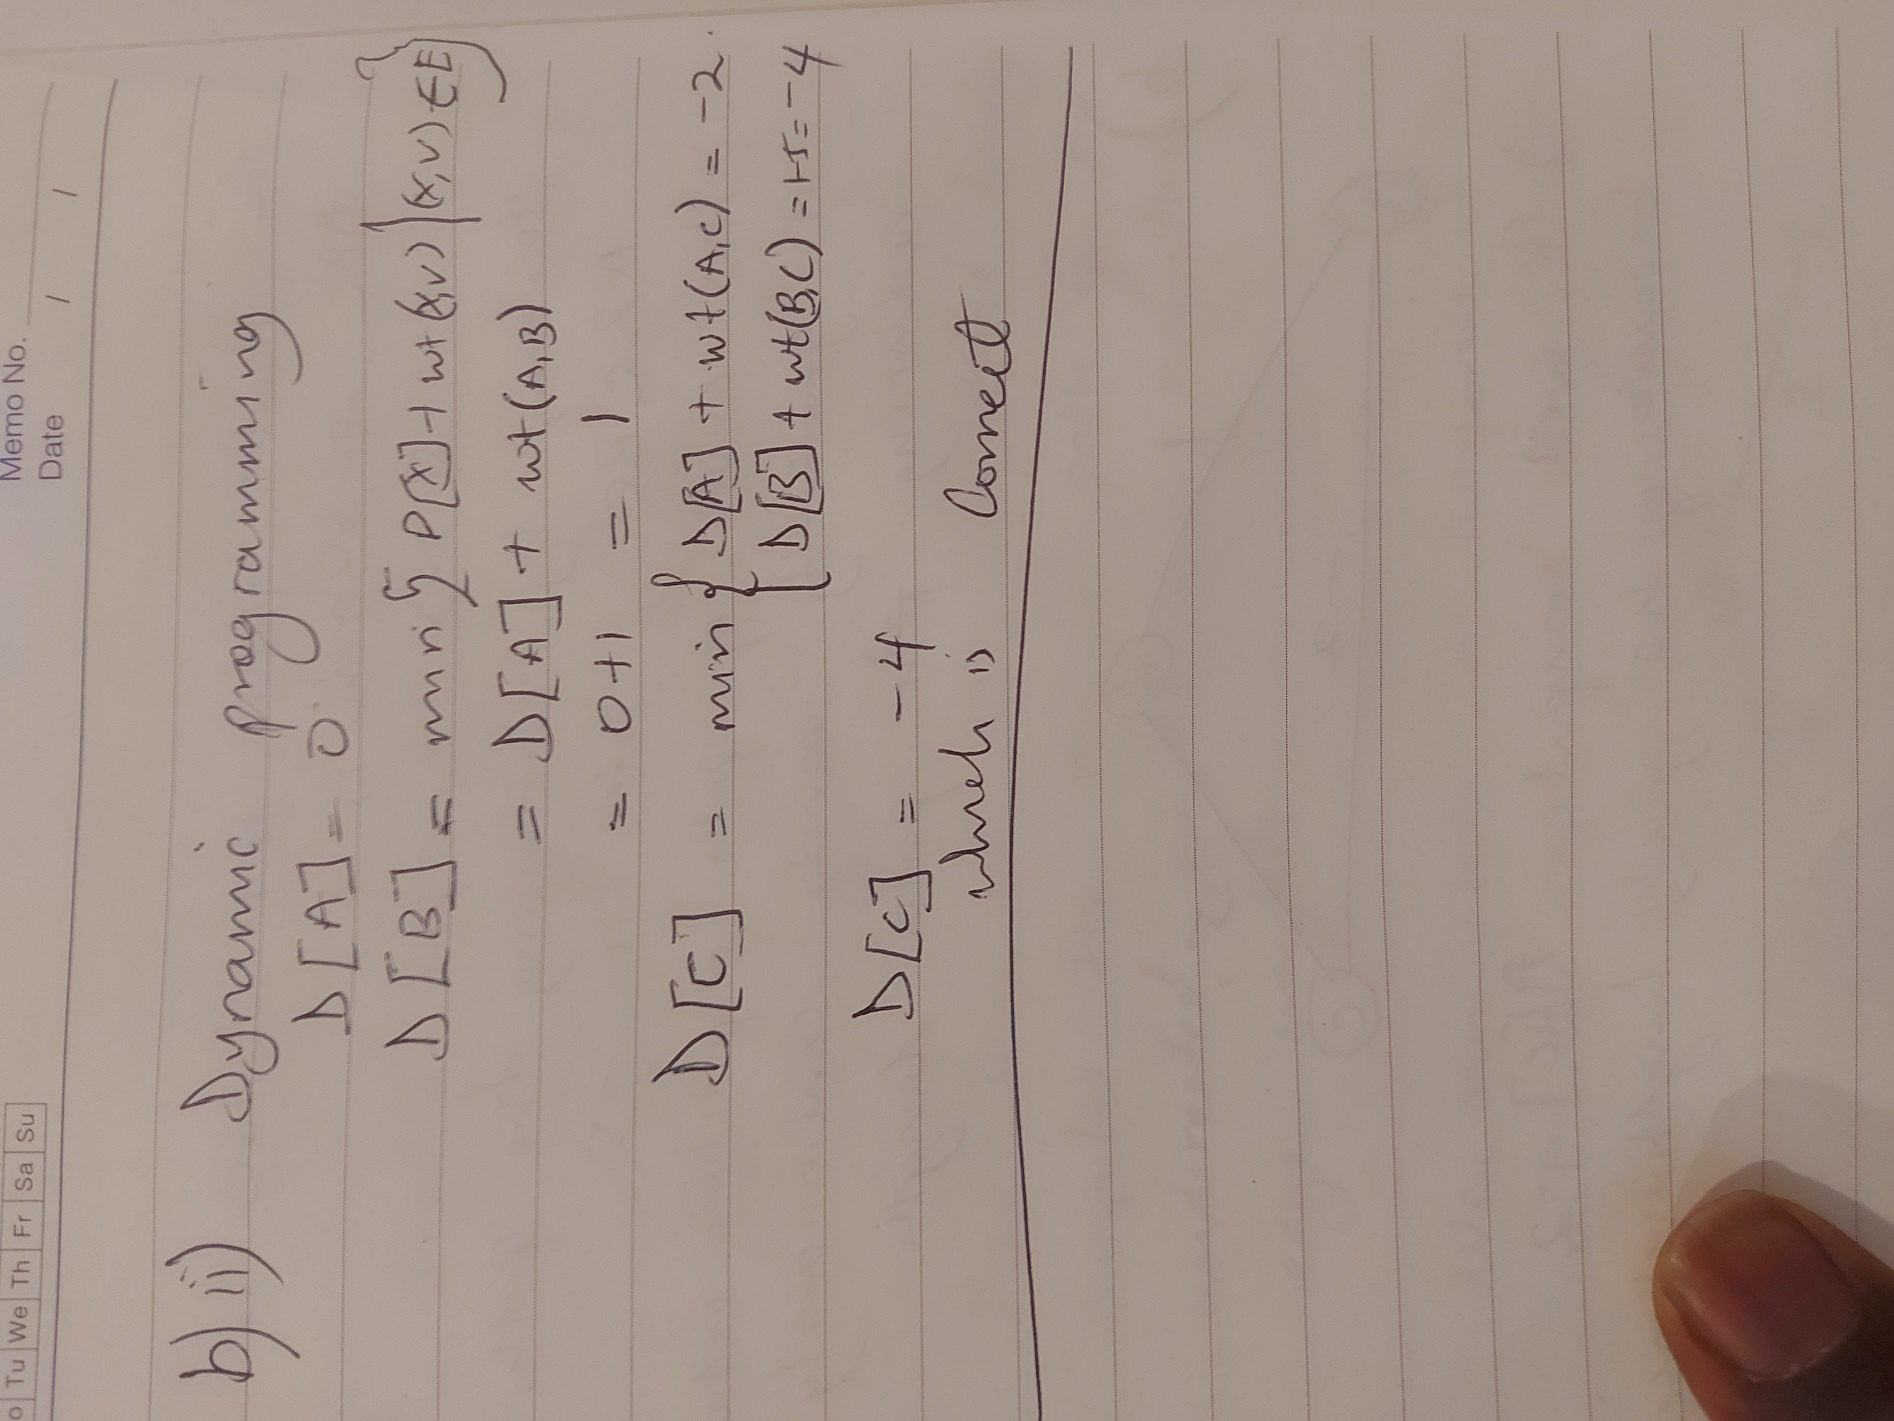 Memo No.
Date / /
o Tu We Th Fr Sa Su
b) ii) Dynamic programming
D[A] = 0
D[B] = min { D[x] + wt(x,v) | (x,v) ∈ E }
= D[A] + wt(A,B)
= 0+1 = 1
D[C] = min { D[A] + wt(A,C) = -2
D[B] + wt(B,C) = 1-5 = -4
D[C] = -4
which is Correct